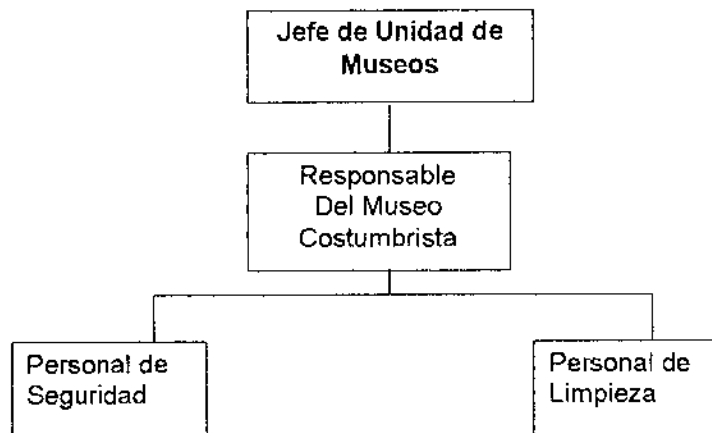 Jefe de Unidad de
Museos
Responsable
Del Museo
Costumbrista
Personal de
Seguridad
Personal de
Limpieza